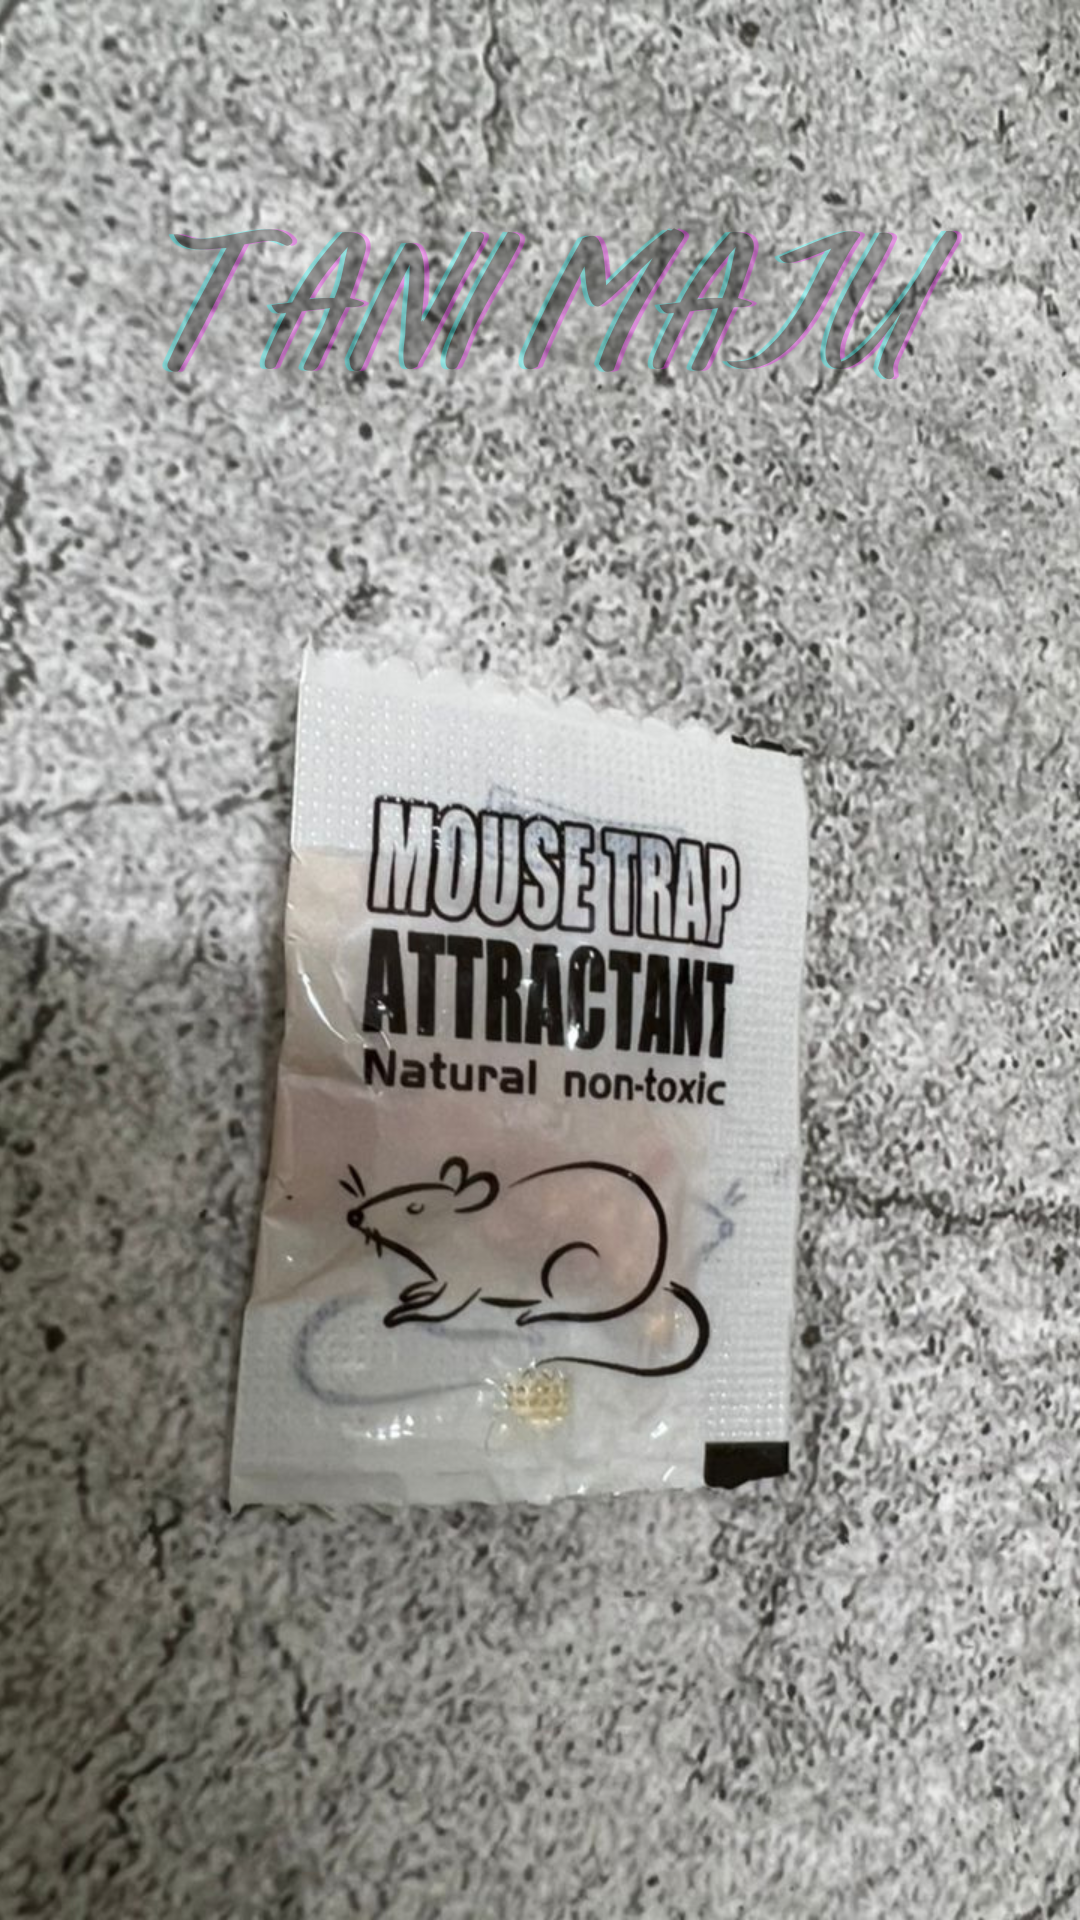 TANI MAJU
MOUSE TRAP
ATTRACTANT
Natural non-toxic